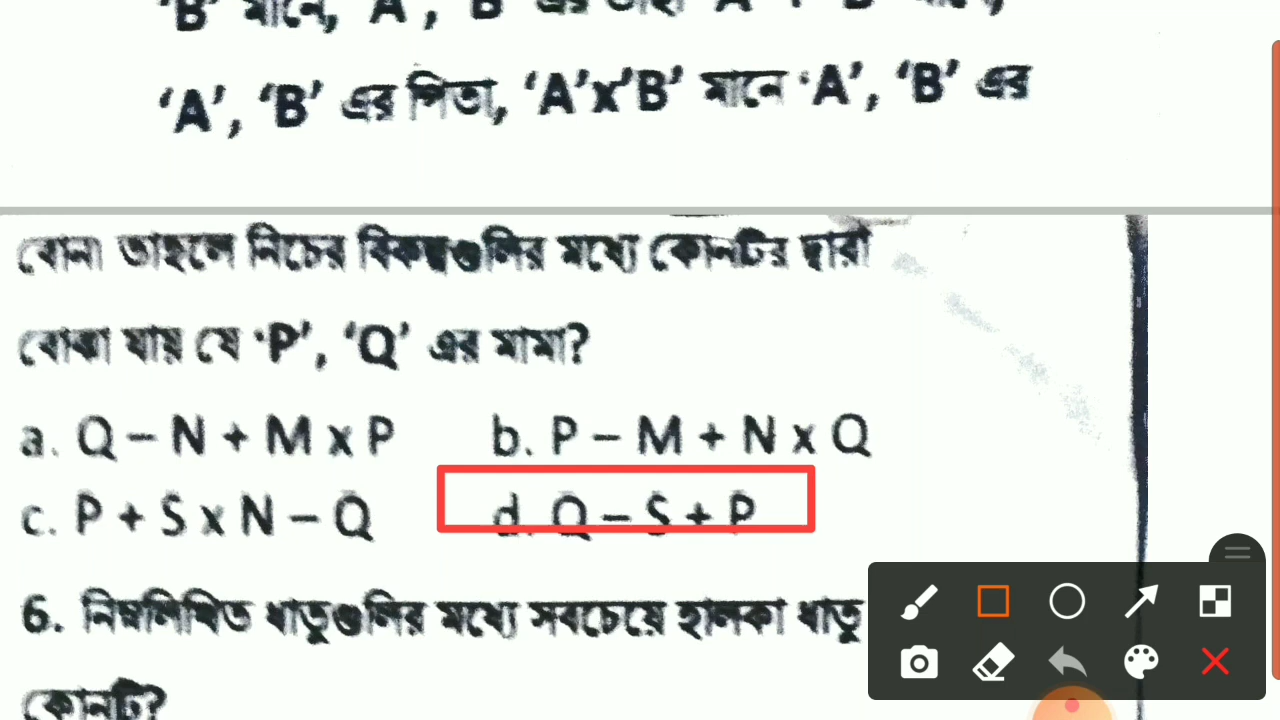 'A', 'B' এর পিতা, 'A'x'B' মানে 'A', 'B' এর
বোন। তাহলে নিচের বিকল্পগুলির মধ্যে কোনটির দ্বারা
বোঝা যায় যে 'P', 'Q' এর মামা?
a. Q – N + M x P b. P – M + N x Q
c. P + S x N – Q d. Q – S + P
6. নিম্নলিখিত ধাতুগুলির মধ্যে সবচেয়ে হালকা ধাতু
কোনটি?